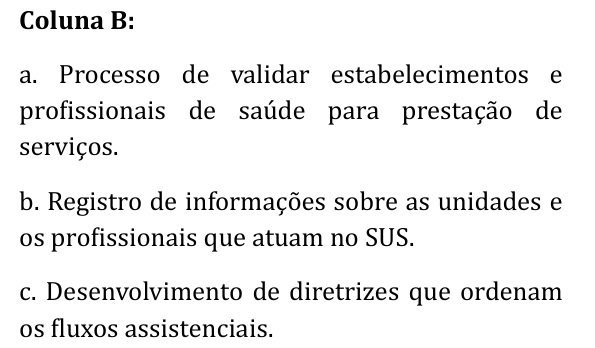 Coluna B:
a. Processo de validar estabelecimentos e
profissionais de saúde para prestação de
serviços.
b. Registro de informações sobre as unidades e
os profissionais que atuam no SUS.
c. Desenvolvimento de diretrizes que ordenam
os fluxos assistenciais.